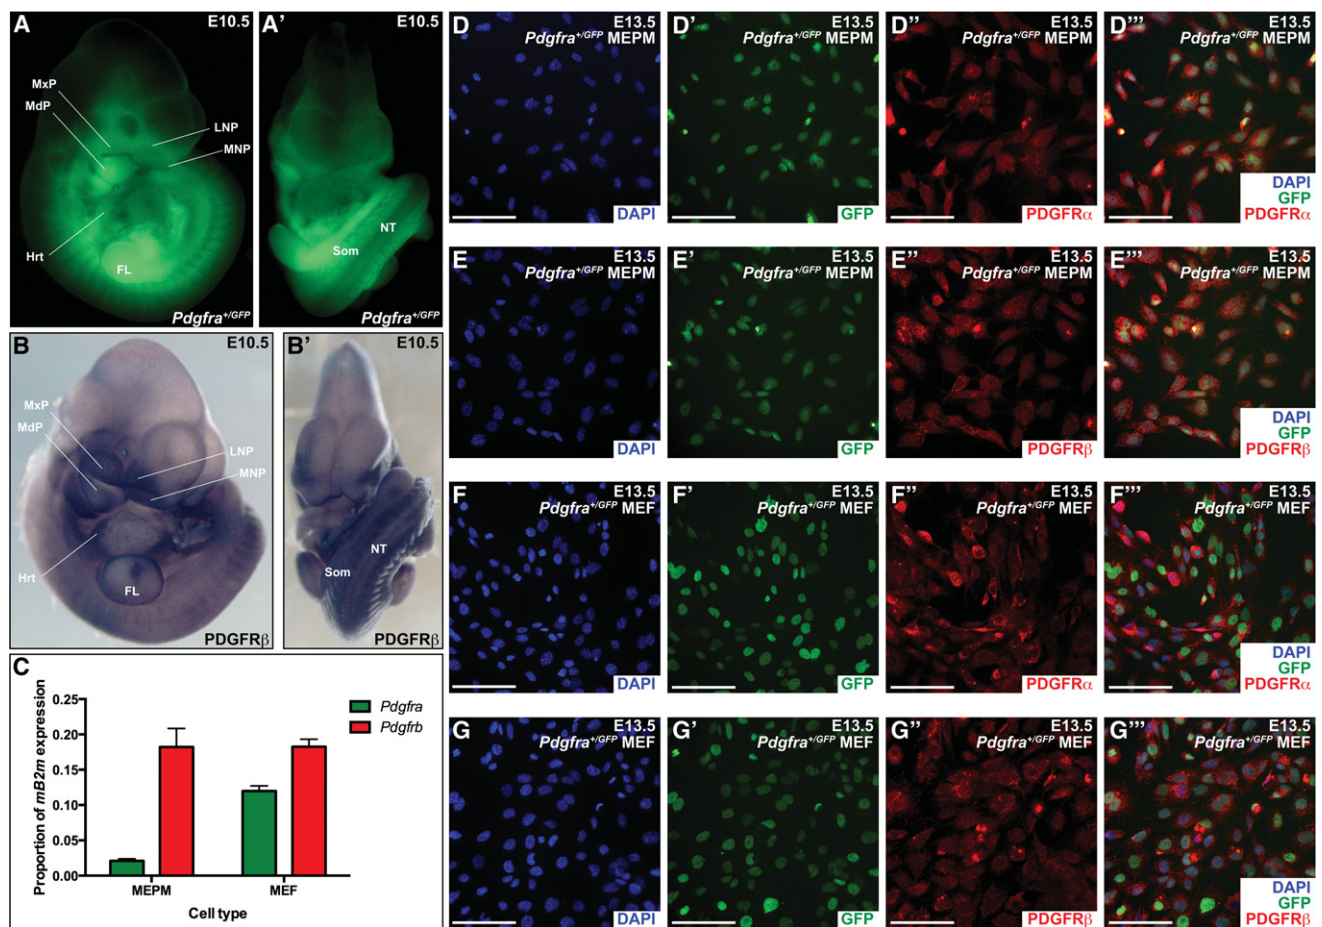 A E10.5
MxP
MdP
LNP
MNP
Hrt
FL
Pdgfra+/GFP
A' E10.5
NT
Som
Pdgfra+/GFP
B E10.5
MxP
MdP
LNP
MNP
Hrt
FL
PDGFRβ
B' E10.5
NT
Som
PDGFRβ
C
Proportion of mB2m expression
0.25
0.20
0.15
0.10
0.05
0.00
Pdgfra
Pdgfrb
MEPM MEF
Cell type
D E13.5
Pdgfra+/GFP MEPM
DAPI
D' E13.5
Pdgfra+/GFP MEPM
GFP
D'' E13.5
Pdgfra+/GFP MEPM
PDGFRα
D''' E13.5
Pdgfra+/GFP MEPM
DAPI
GFP
PDGFRα
E E13.5
Pdgfra+/GFP MEPM
DAPI
E' E13.5
Pdgfra+/GFP MEPM
GFP
E'' E13.5
Pdgfra+/GFP MEPM
PDGFRβ
E''' E13.5
Pdgfra+/GFP MEPM
DAPI
GFP
PDGFRβ
F E13.5
Pdgfra+/GFP MEF
DAPI
F' E13.5
Pdgfra+/GFP MEF
GFP
F'' E13.5
Pdgfra+/GFP MEF
PDGFRα
F''' E13.5
Pdgfra+/GFP MEF
DAPI
GFP
PDGFRα
G E13.5
Pdgfra+/GFP MEF
DAPI
G' E13.5
Pdgfra+/GFP MEF
GFP
G'' E13.5
Pdgfra+/GFP MEF
PDGFRβ
G''' E13.5
Pdgfra+/GFP MEF
DAPI
GFP
PDGFRβ